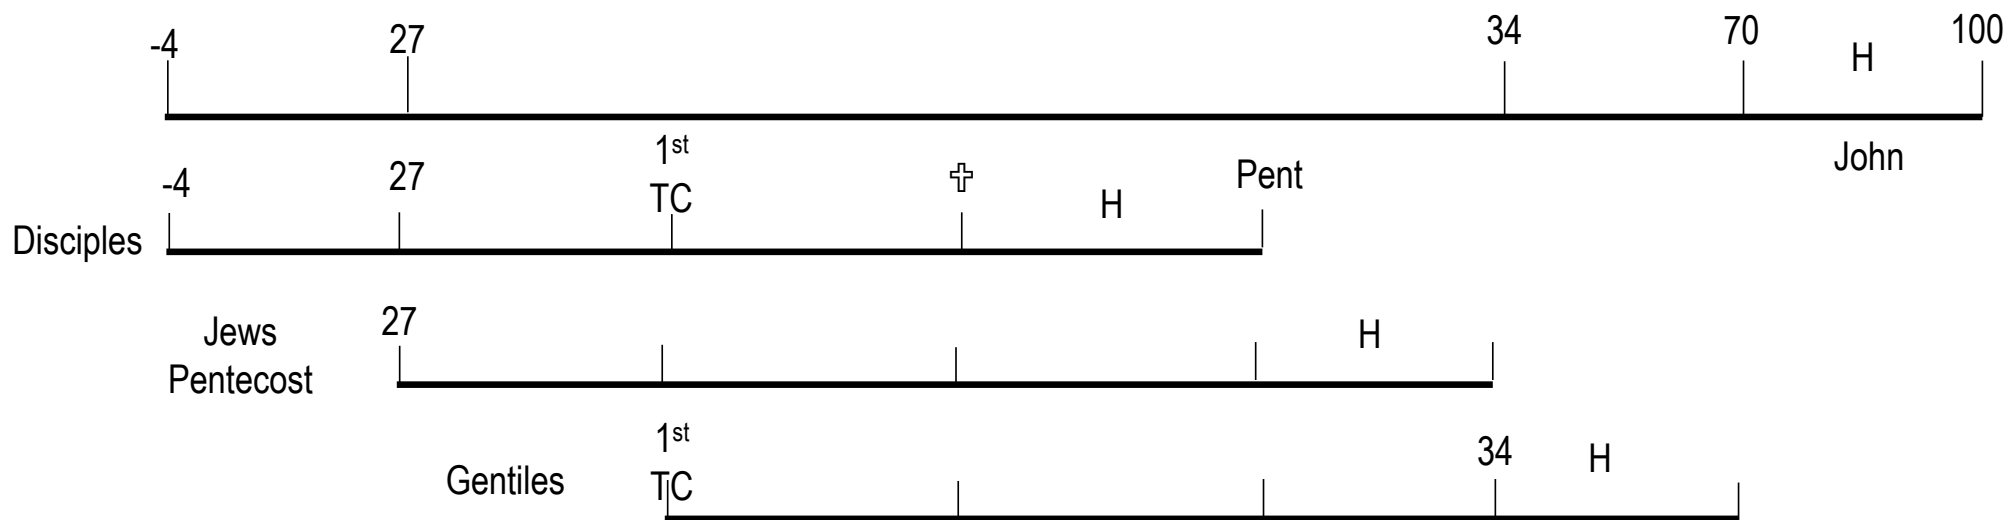 -4 27 34 70 H 100
John
-4 27 1st TC ✞ H Pent
Disciples
Jews 27 H
Pentecost
1st 34 H
Gentiles TC